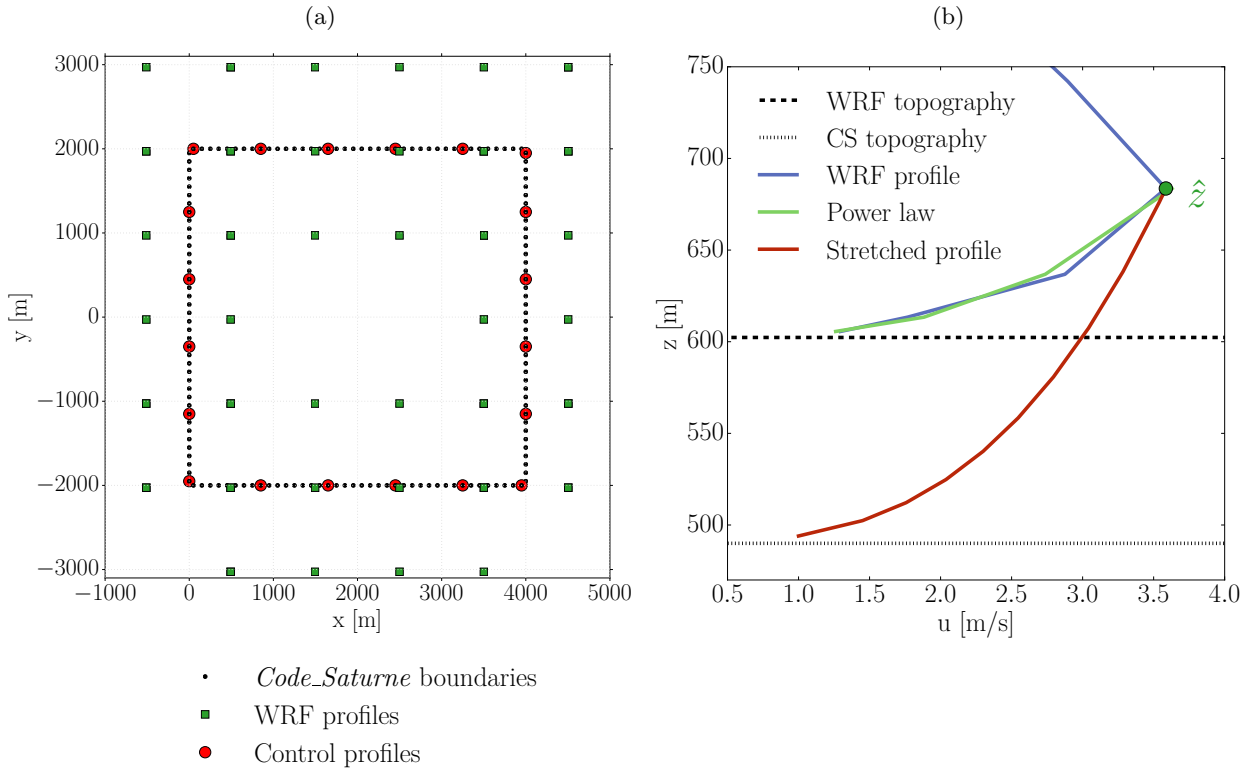 (a)
3000
2000
1000
0
−1000
−2000
−3000
y [m]
−1000 0 1000 2000 3000 4000 5000
x [m]
Code_Saturne boundaries
WRF profiles
Control profiles
(b)
750
700
650
600
550
500
z [m]
WRF topography
CS topography
WRF profile
Power law
Stretched profile
ẑ
0.5 1.0 1.5 2.0 2.5 3.0 3.5 4.0
u [m/s]